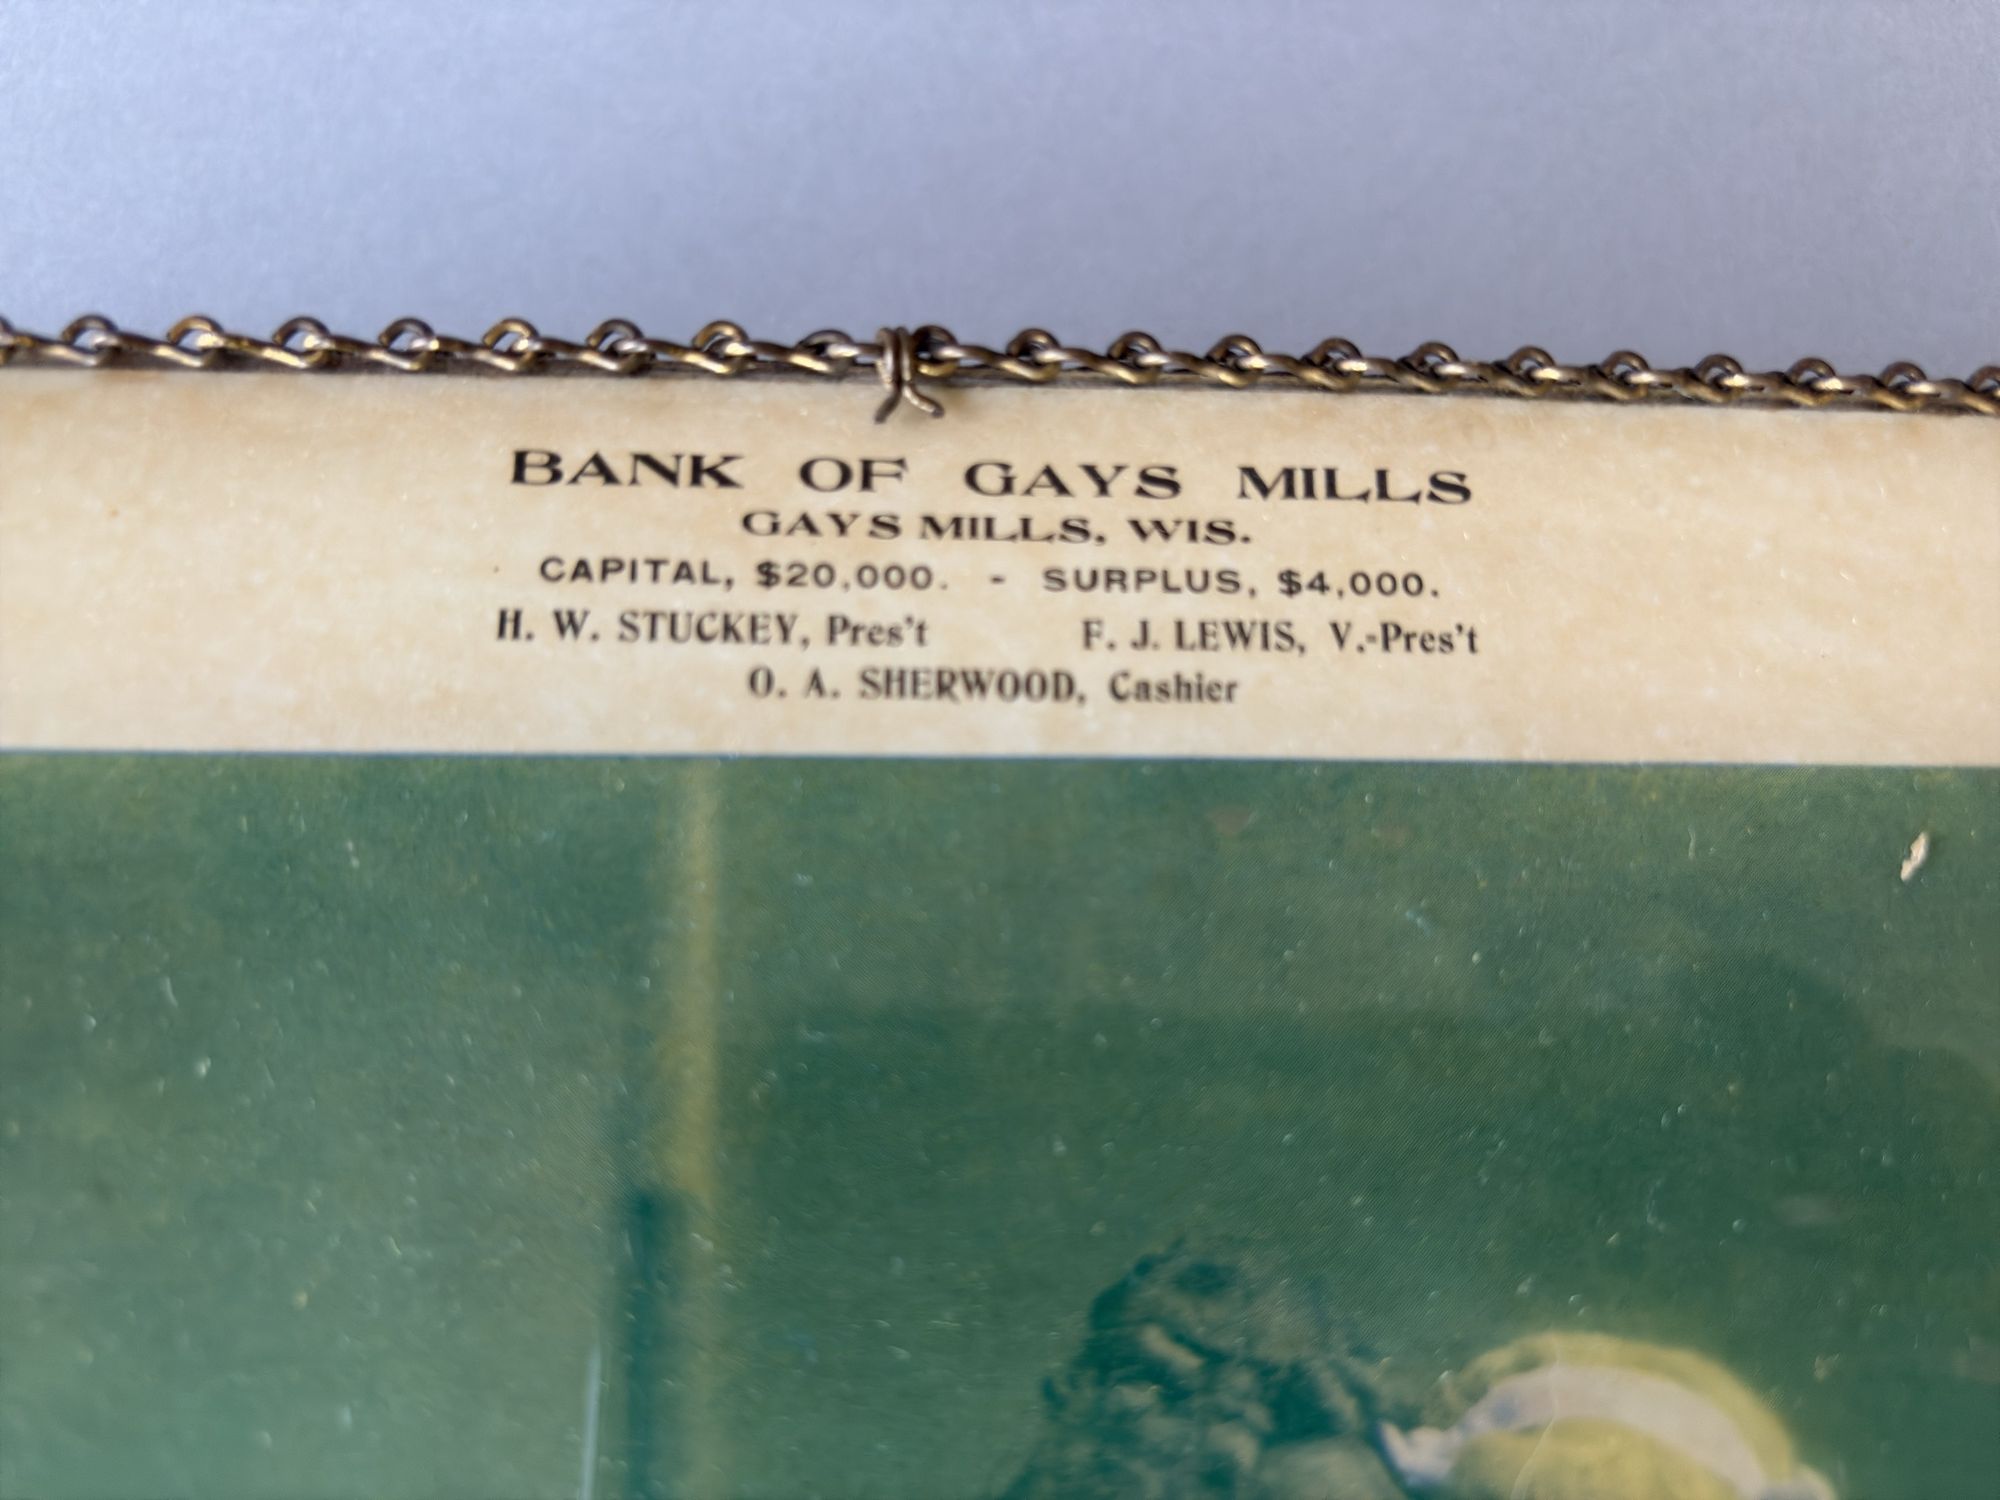 BANK OF GAYS MILLS
GAYS MILLS, WIS.
CAPITAL, $20,000. - SURPLUS, $4,000.
H. W. STUCKEY, Pres't F. J. LEWIS, V.-Pres't
O. A. SHERWOOD, Cashier